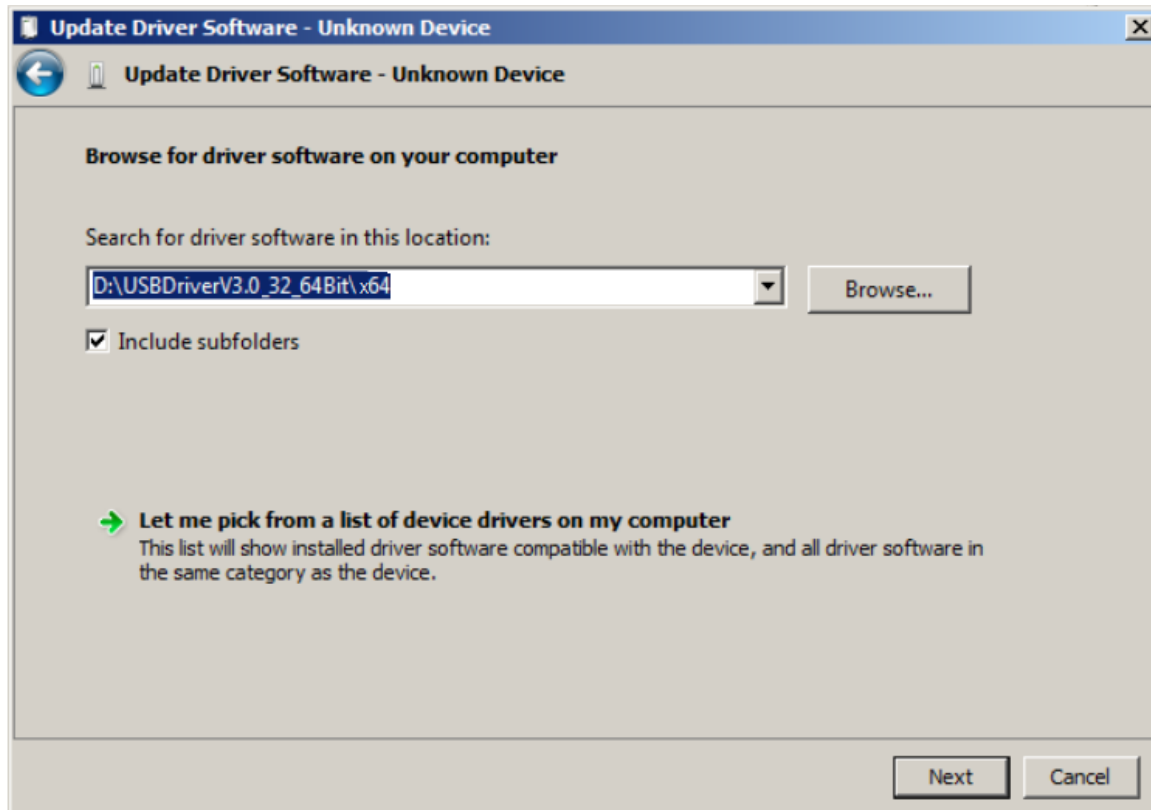 Update Driver Software - Unknown Device
Update Driver Software - Unknown Device
Browse for driver software on your computer
Search for driver software in this location:
D:\USBDriverV3.0_32_64Bit\x64
Browse...
Include subfolders
Let me pick from a list of device drivers on my computer
This list will show installed driver software compatible with the device, and all driver software in
the same category as the device.
Next
Cancel